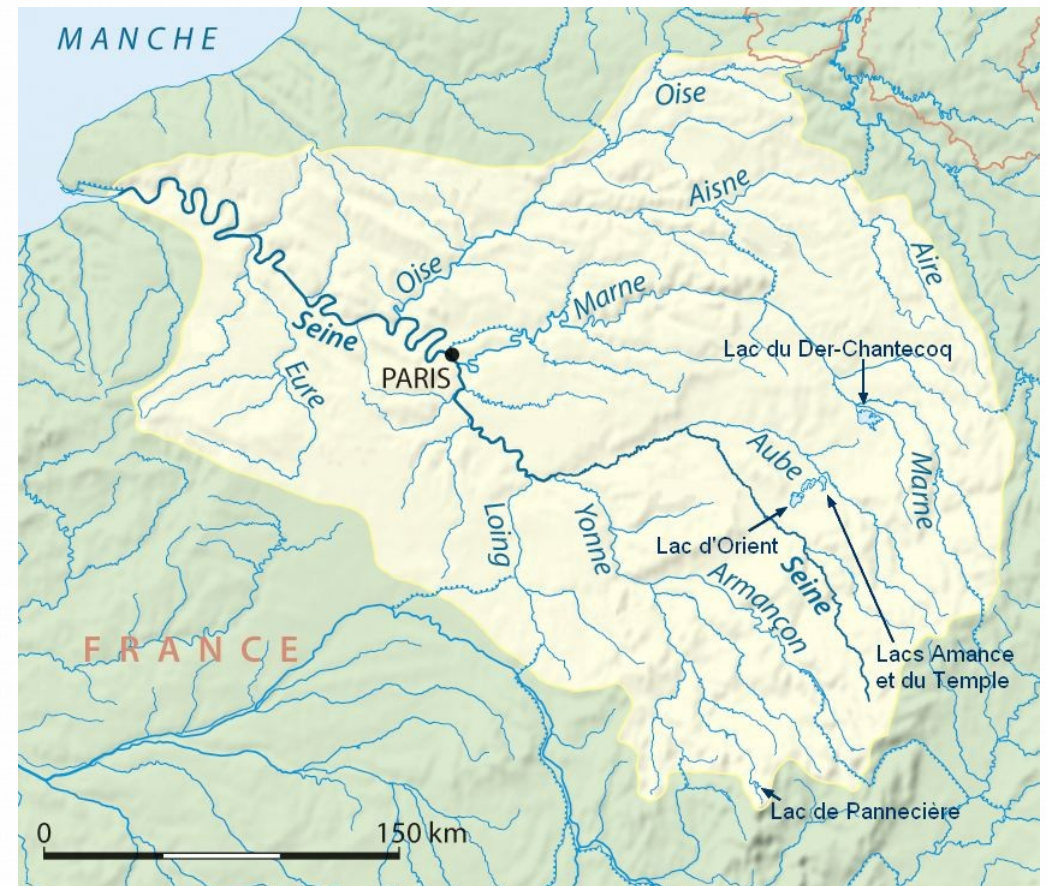 MANCHE
Oise
Aisne
Aire
Oise
Marne
Seine
Lac du Der-Chantecoq
PARIS
Eure
Aube
Marne
Loing
Yonne
Lac d'Orient
Seine
Armançon
FRANCE
Lacs Amance
et du Temple
Lac de Pannecière
0 150 km